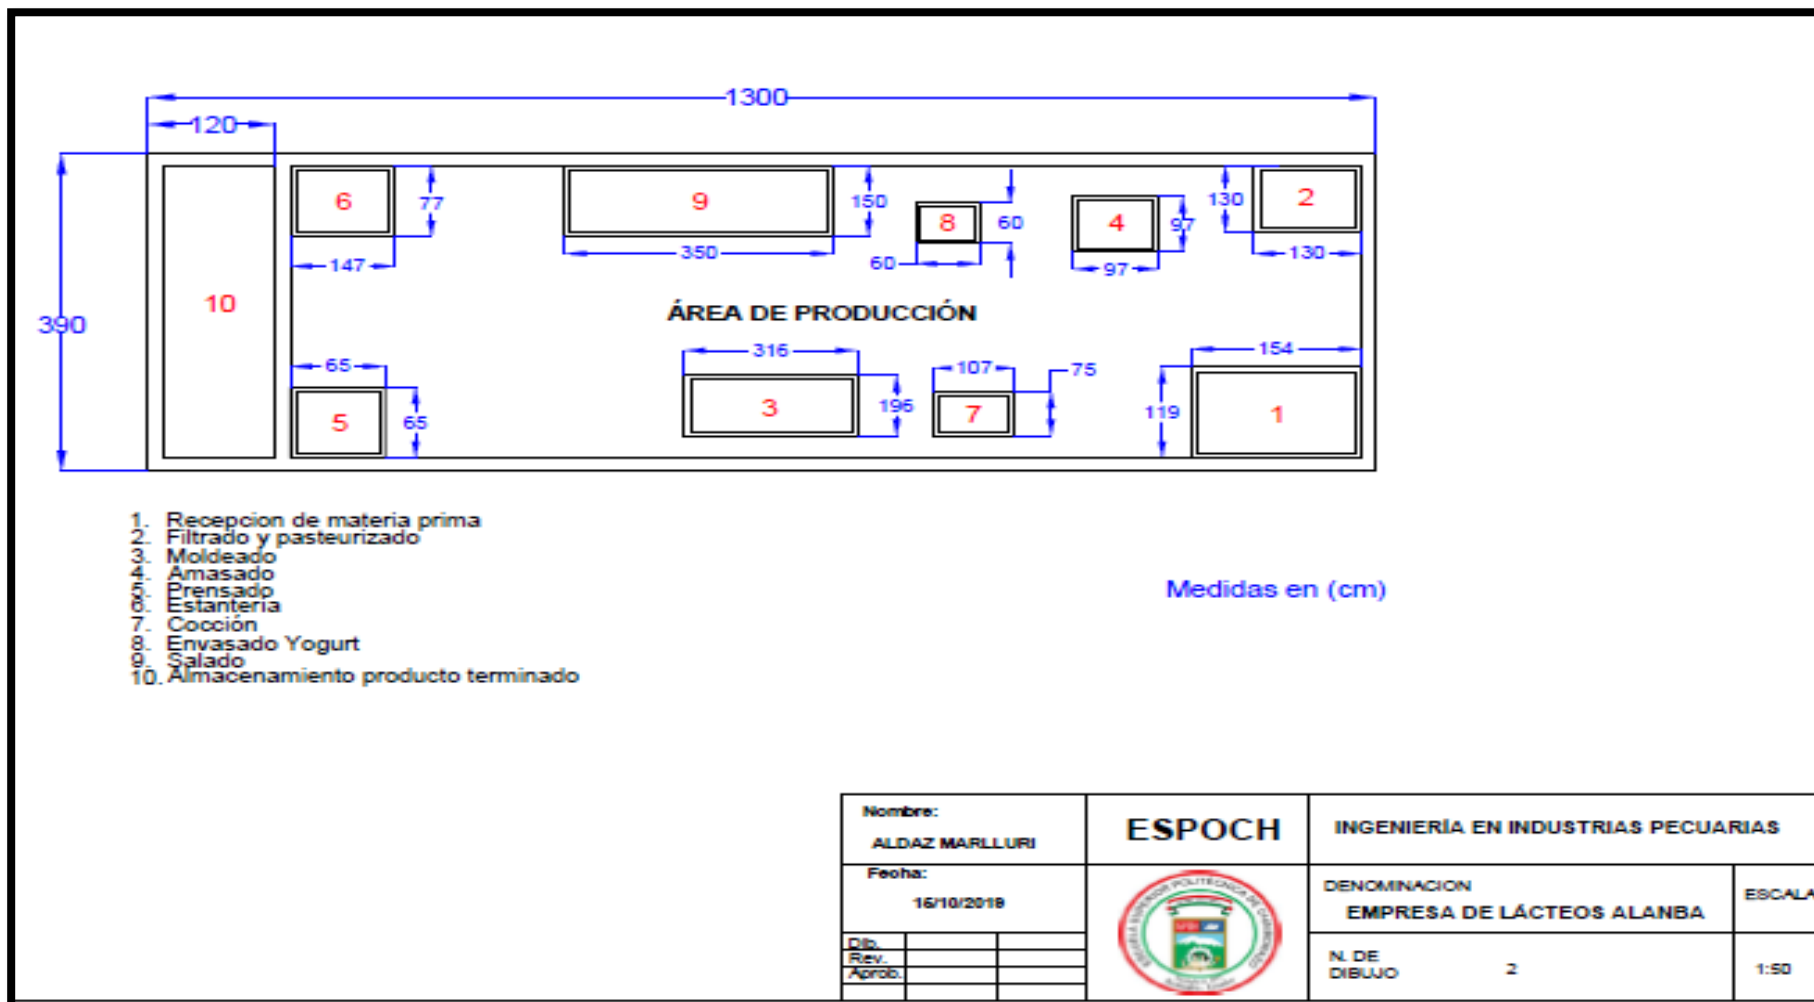 1300
120
6
77
9
150
8
60
4
97
130
2
147
350
60
97
130
10
ÁREA DE PRODUCCIÓN
390
65
316
107
75
154
5
65
3
196
7
119
1
1. Recepcion de materia prima
2. Filtrado y pasteurizado
3. Moldeado
4. Amasado
5. Prensado
6. Estantería
7. Cocción
8. Envasado Yogurt
9. Salado
10. Almacenamiento producto terminado
Medidas en (cm)
Nombre:
ALDAZ MARLLURI
ESPOCH
INGENIERÍA EN INDUSTRIAS PECUARIAS
Fecha:
15/10/2019
DENOMINACION
EMPRESA DE LÁCTEOS ALANBA
ESCALA
Dib.
Rev.
Aprob.
N. DE
DIBUJO
2
1:50